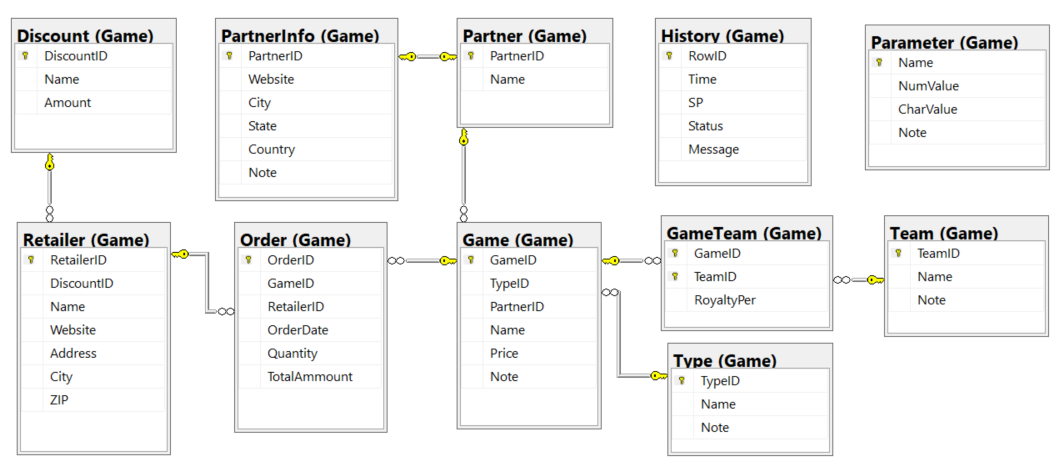 Discount (Game)
DiscountID
Name
Amount
PartnerInfo (Game)
PartnerID
Website
City
State
Country
Note
Partner (Game)
PartnerID
Name
History (Game)
RowID
Time
SP
Status
Message
Parameter (Game)
Name
NumValue
CharValue
Note
Retailer (Game)
RetailerID
DiscountID
Name
Website
Address
City
ZIP
Order (Game)
OrderID
GameID
RetailerID
OrderDate
Quantity
TotalAmmount
Game (Game)
GameID
TypeID
PartnerID
Name
Price
Note
GameTeam (Game)
GameID
TeamID
RoyaltyPer
Team (Game)
TeamID
Name
Note
Type (Game)
TypeID
Name
Note